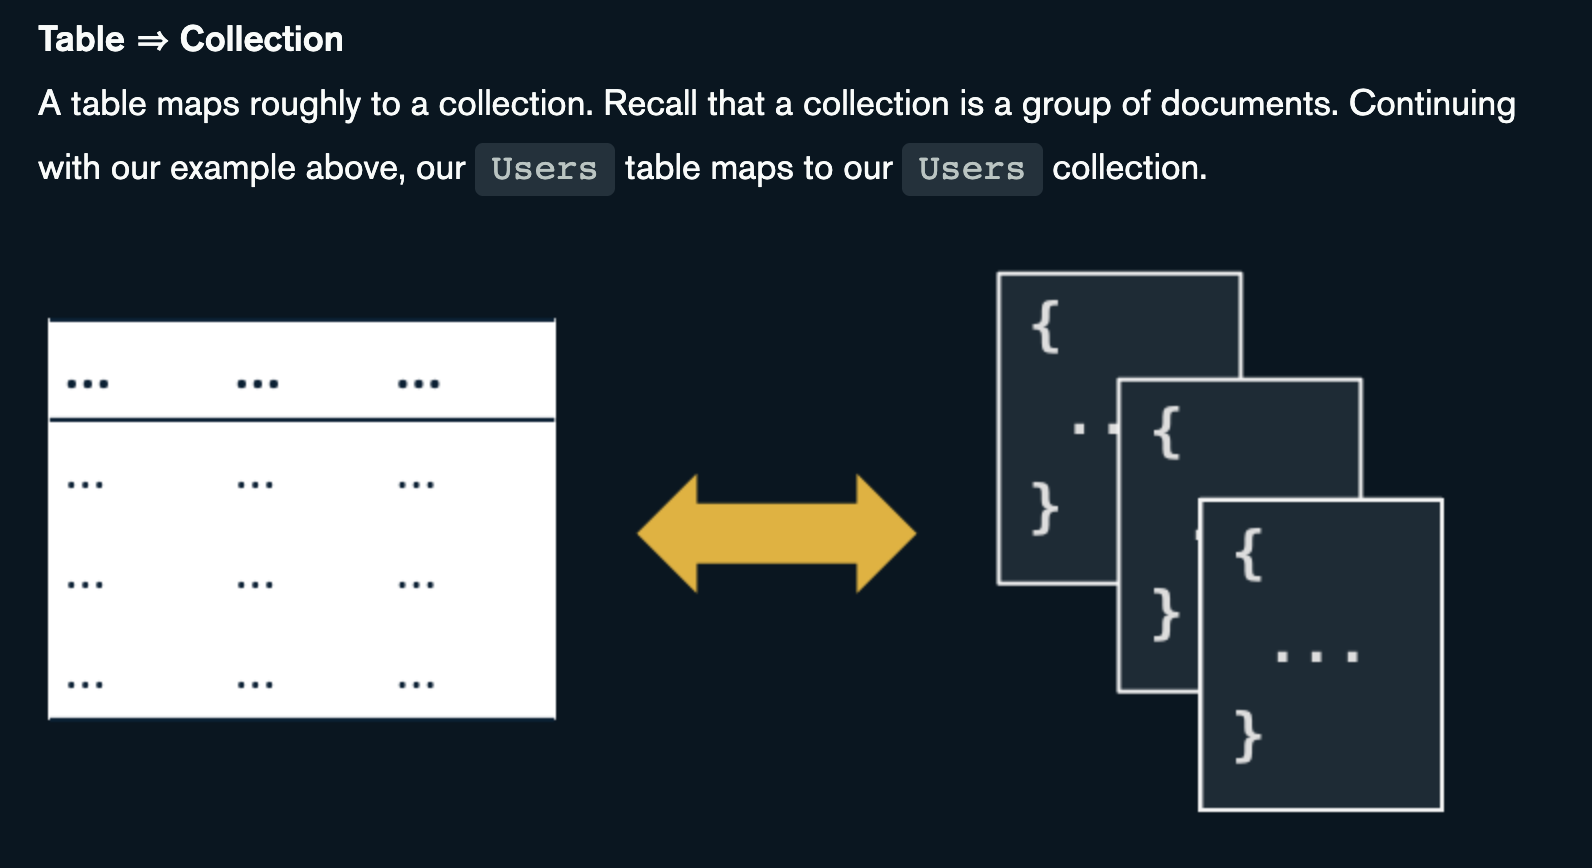 Table ⇒ Collection
A table maps roughly to a collection. Recall that a collection is a group of documents. Continuing
with our example above, our Users table maps to our Users collection.
... ... ...
... ... ...
... ... ...
... ... ...
{
..
}
{
}
{
...
}